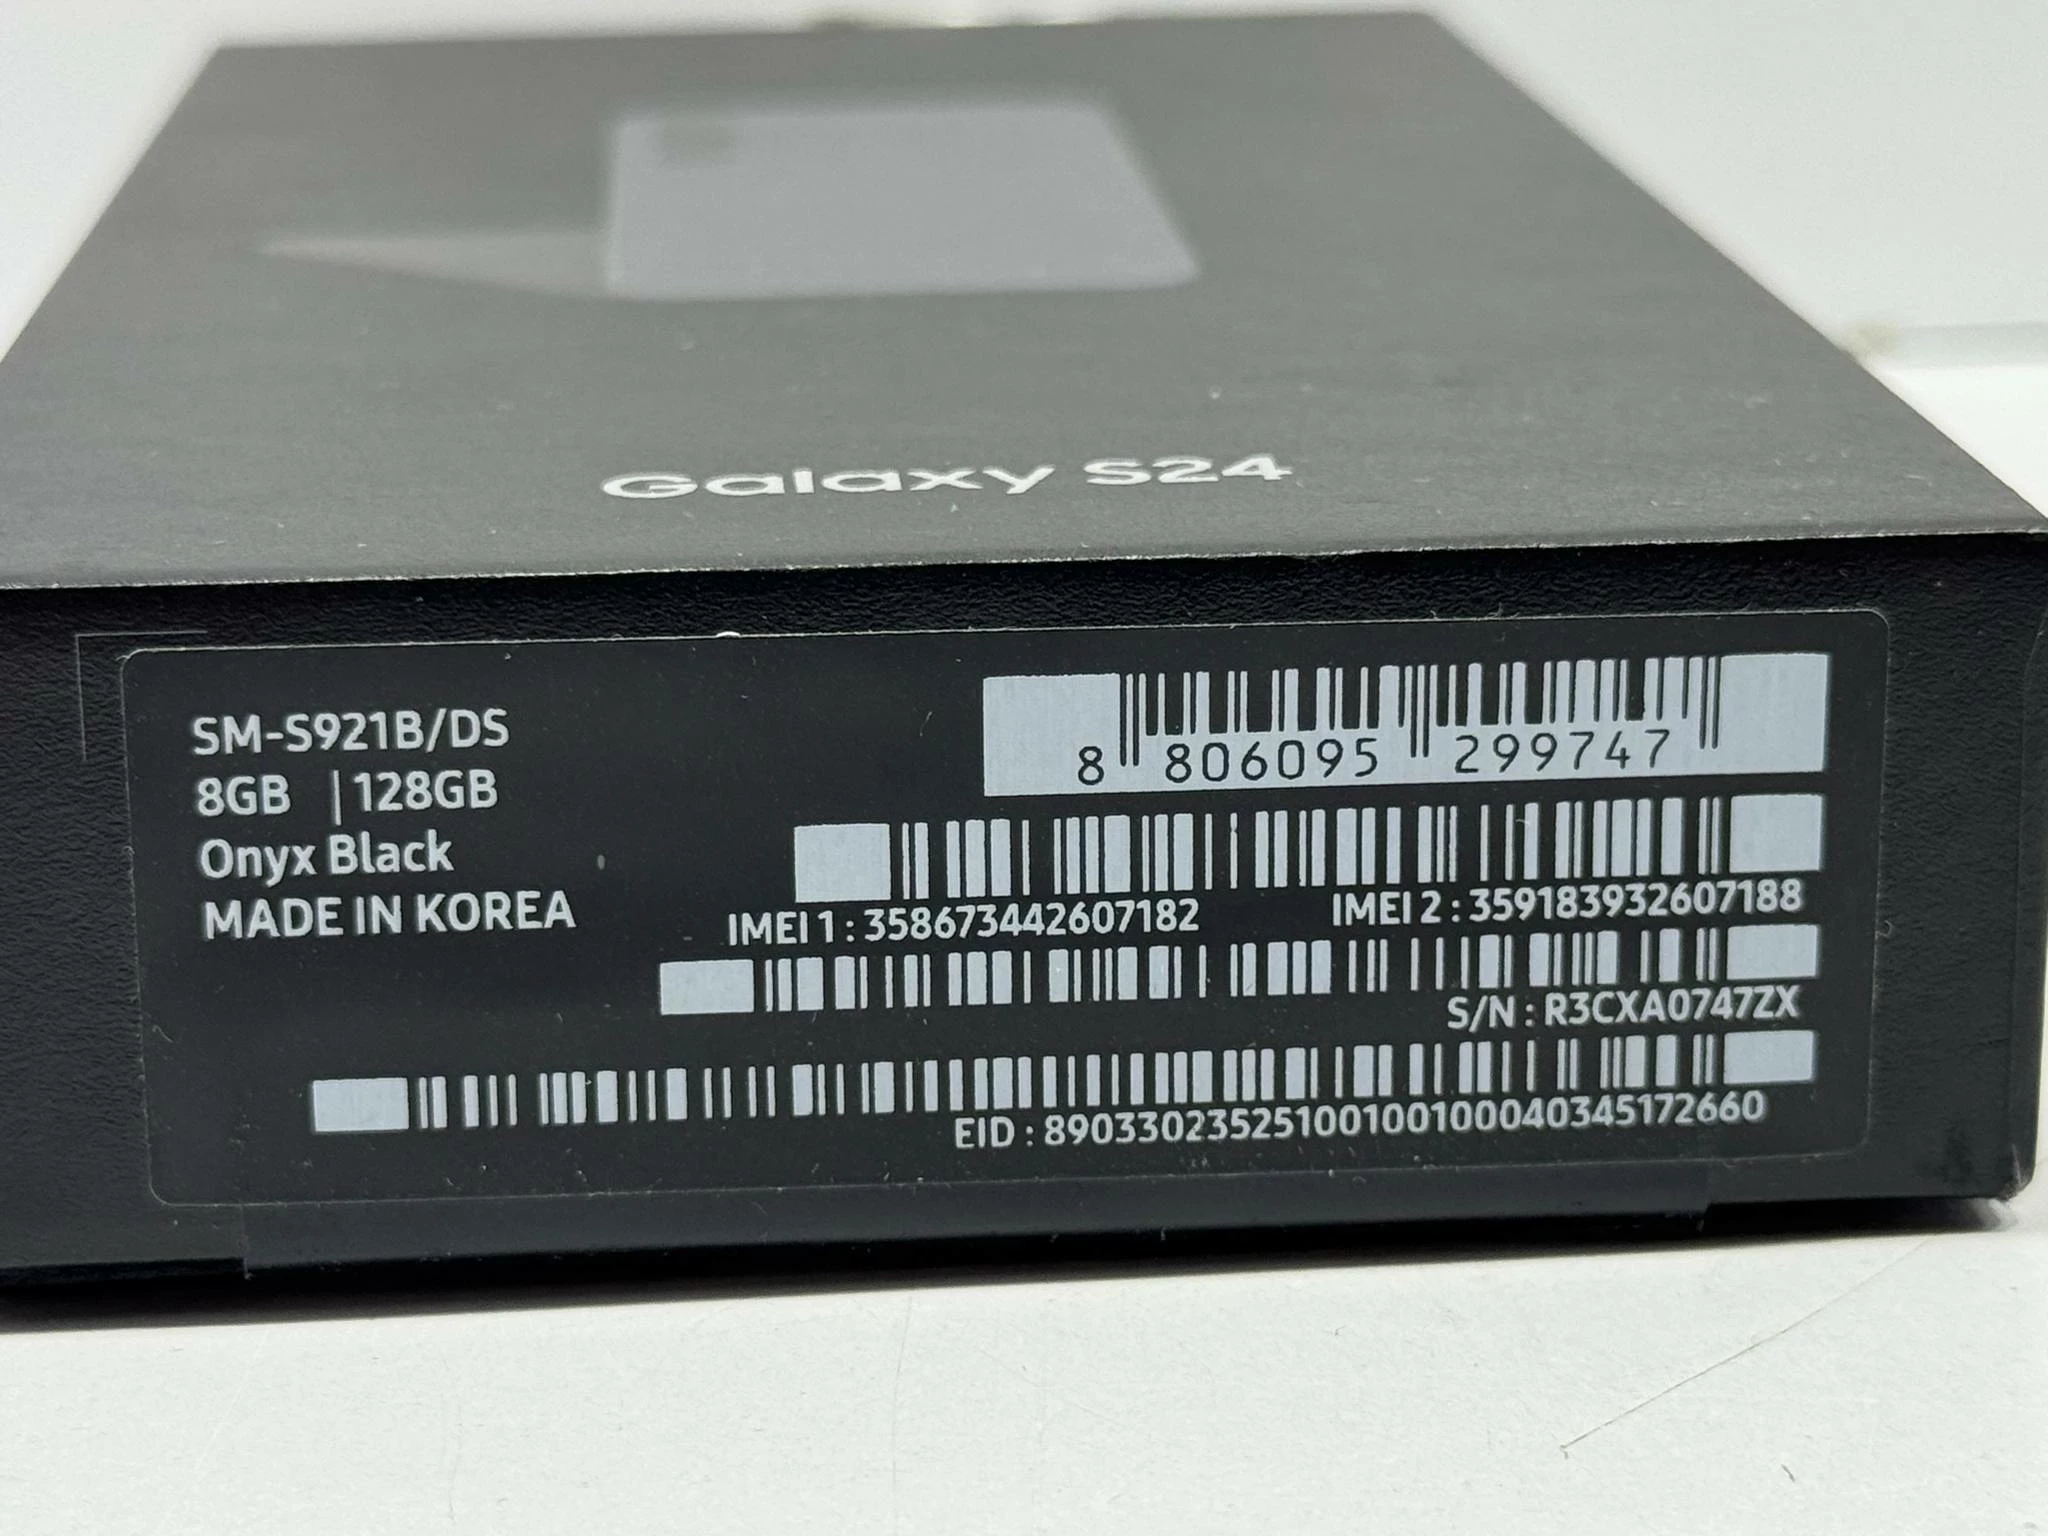 Galaxy S24
SM-S921B/DS
8GB | 128GB
Onyx Black
MADE IN KOREA
8 806095 299747
IMEI 1 : 358673442607182
IMEI 2 : 359183932607188
S/N : R3CXA0747ZX
EID : 89033023525100100100040345172660